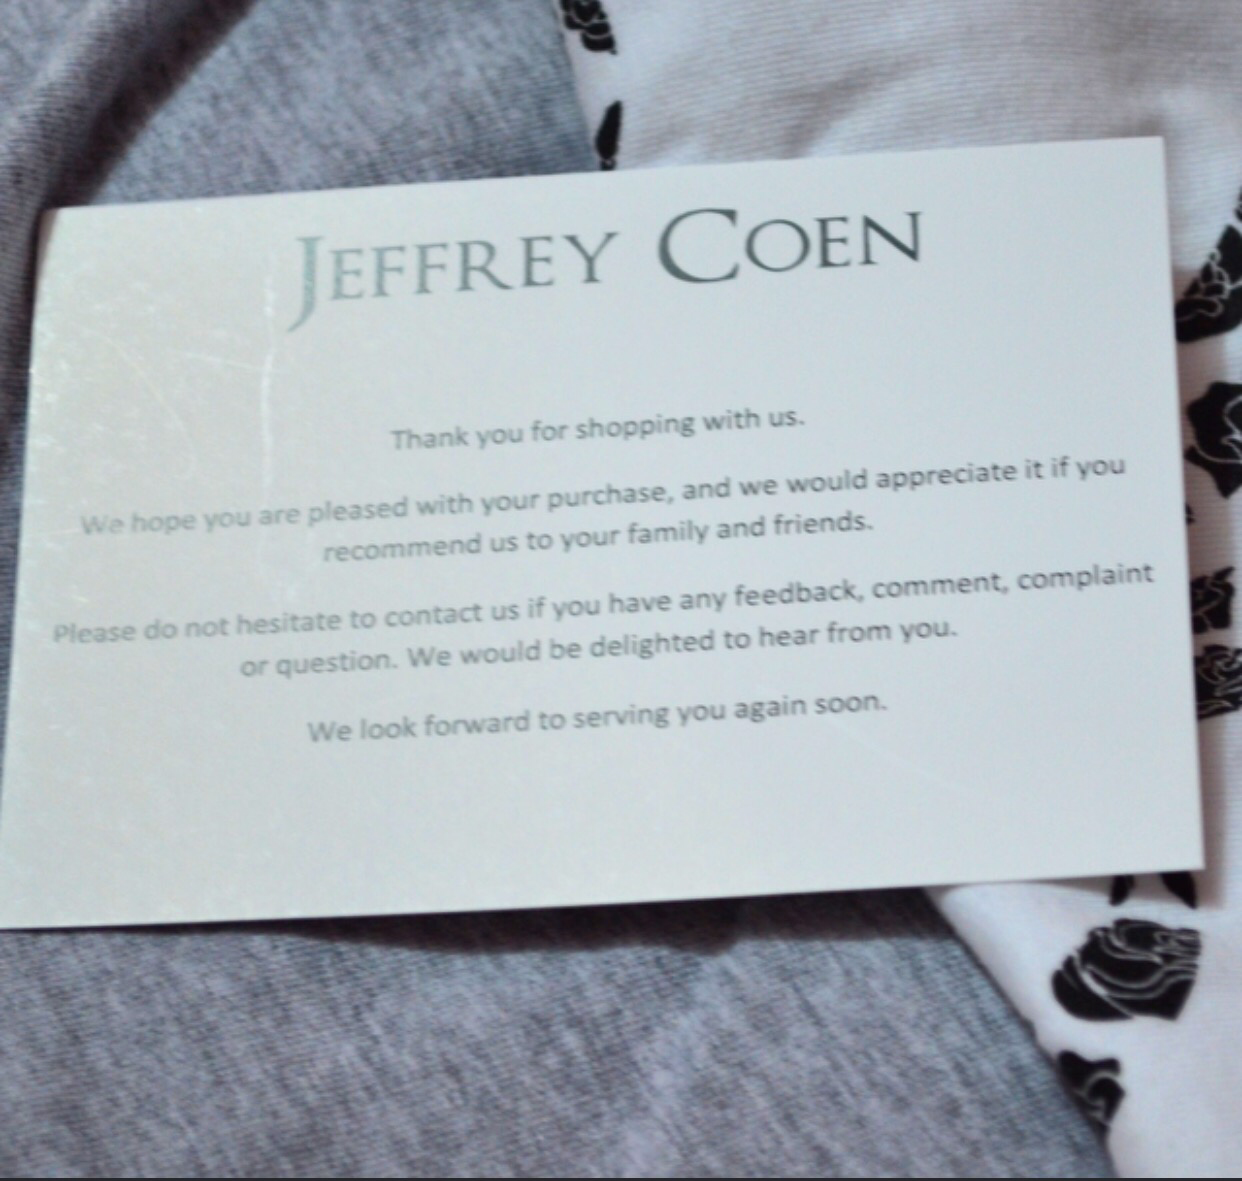 JEFFREY COEN
Thank you for shopping with us.
We hope you are pleased with your purchase, and we would appreciate it if you
recommend us to your family and friends.
Please do not hesitate to contact us if you have any feedback, comment, complaint
or question. We would be delighted to hear from you.
We look forward to serving you again soon.